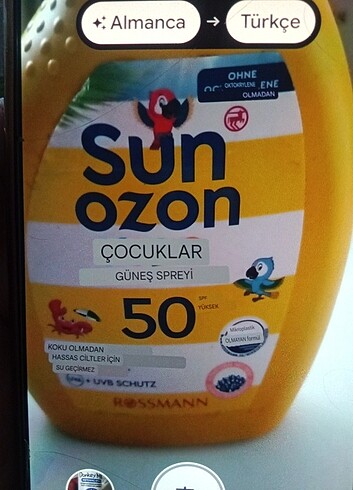 Almanca → Türkçe
OHNE
OKTOKRYLENE
OLMADAN
Sun
ozon
ÇOCUKLAR
GÜNEŞ SPREYİ
50
SPF
YÜKSEK
Mikroplastik
OLMAYAN formül
KOKU OLMADAN
HASSAS CİLTLER İÇİN
SU GEÇİRMEZ
+ UVB SCHUTZ
ROSSMANN